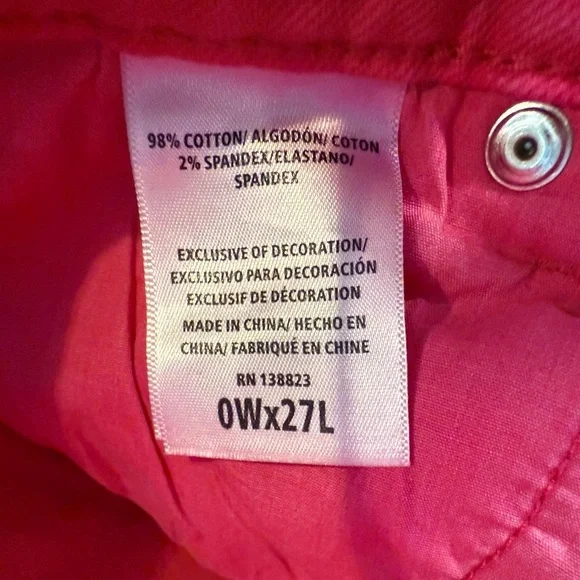 98% COTTON/ ALGODÓN/ COTON
2% SPANDEX/ELASTANO/
SPANDEX
EXCLUSIVE OF DECORATION/
EXCLUSIVO PARA DECORACIÓN
EXCLUSIF DE DÉCORATION
MADE IN CHINA/ HECHO EN
CHINA/ FABRIQUÉ EN CHINE
RN 138823
0Wx27L